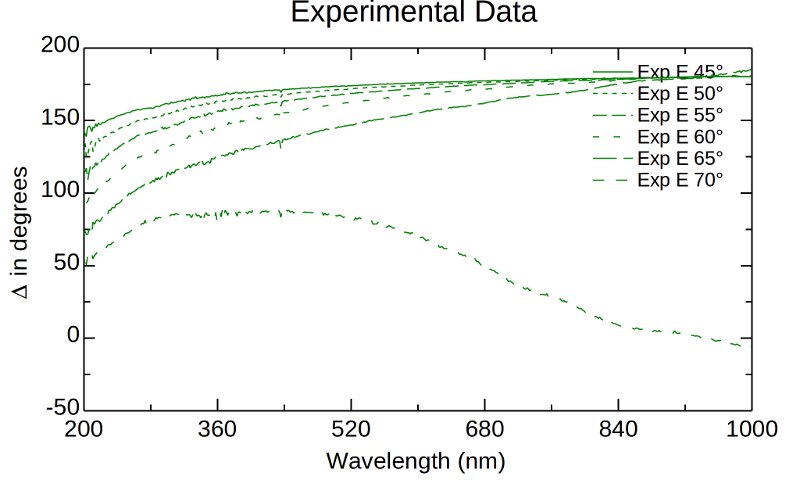 Experimental Data
200
150
100
50
0
-50
Δ in degrees
Exp E 45°
Exp E 50°
Exp E 55°
Exp E 60°
Exp E 65°
Exp E 70°
200 360 520 680 840 1000
Wavelength (nm)